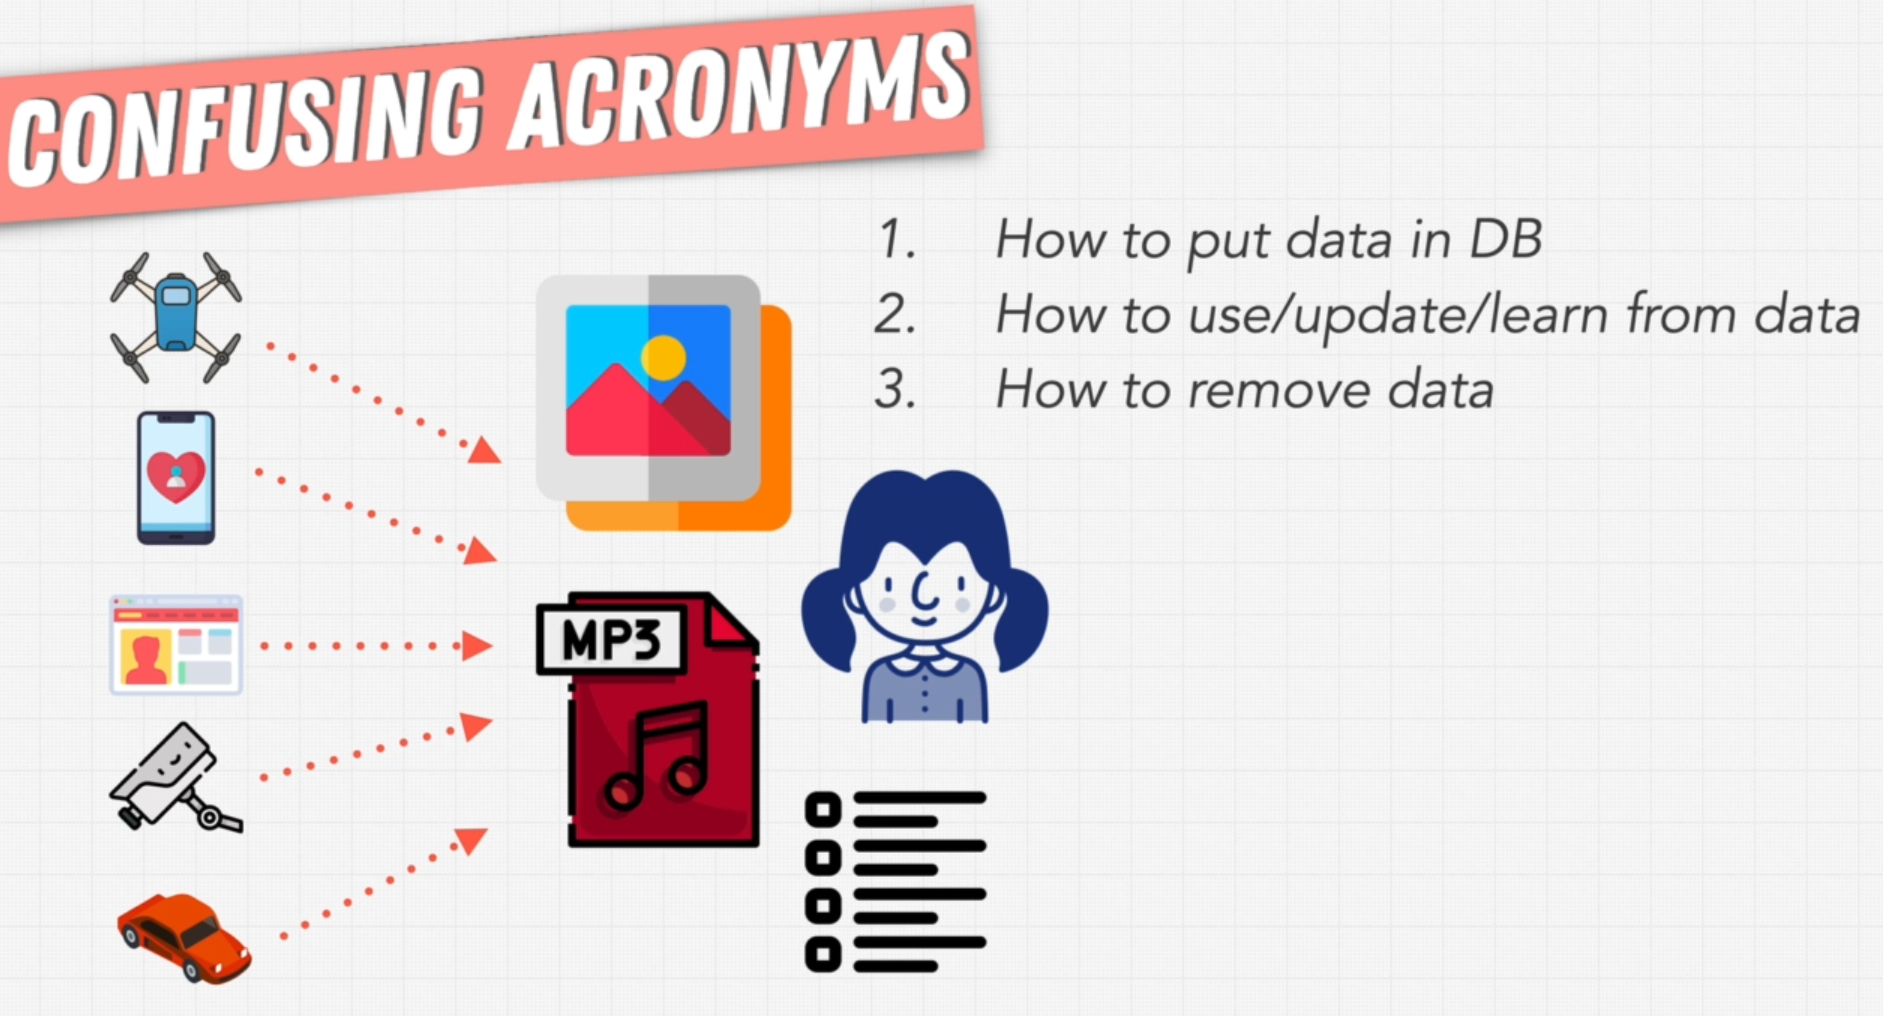 CONFUSING ACRONYMS
1. How to put data in DB
2. How to use/update/learn from data
3. How to remove data
MP3